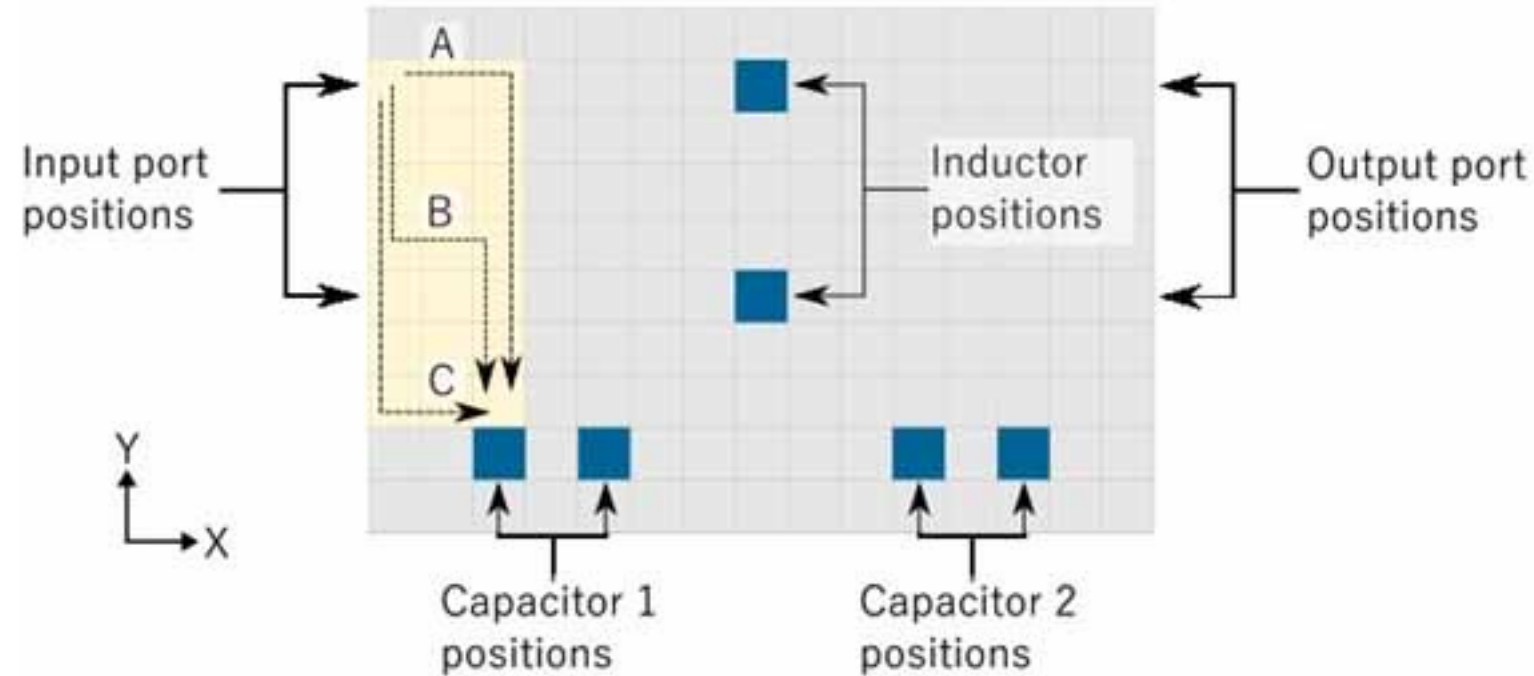 A
Input port
positions
B
Inductor
positions
Output port
positions
C
Y
X
Capacitor 1
positions
Capacitor 2
positions